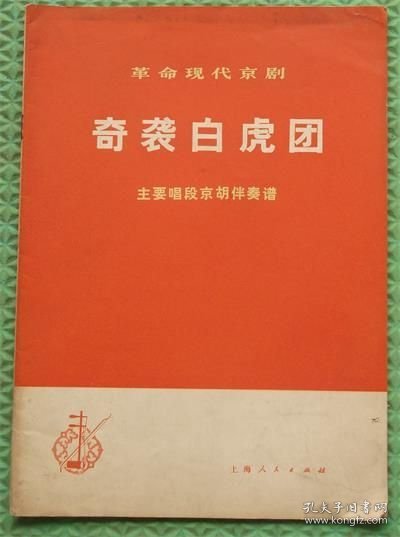 革命现代京剧
奇袭白虎团
主要唱段京胡伴奏谱
上海人民出版社
孔夫子旧书网
kongfz.com